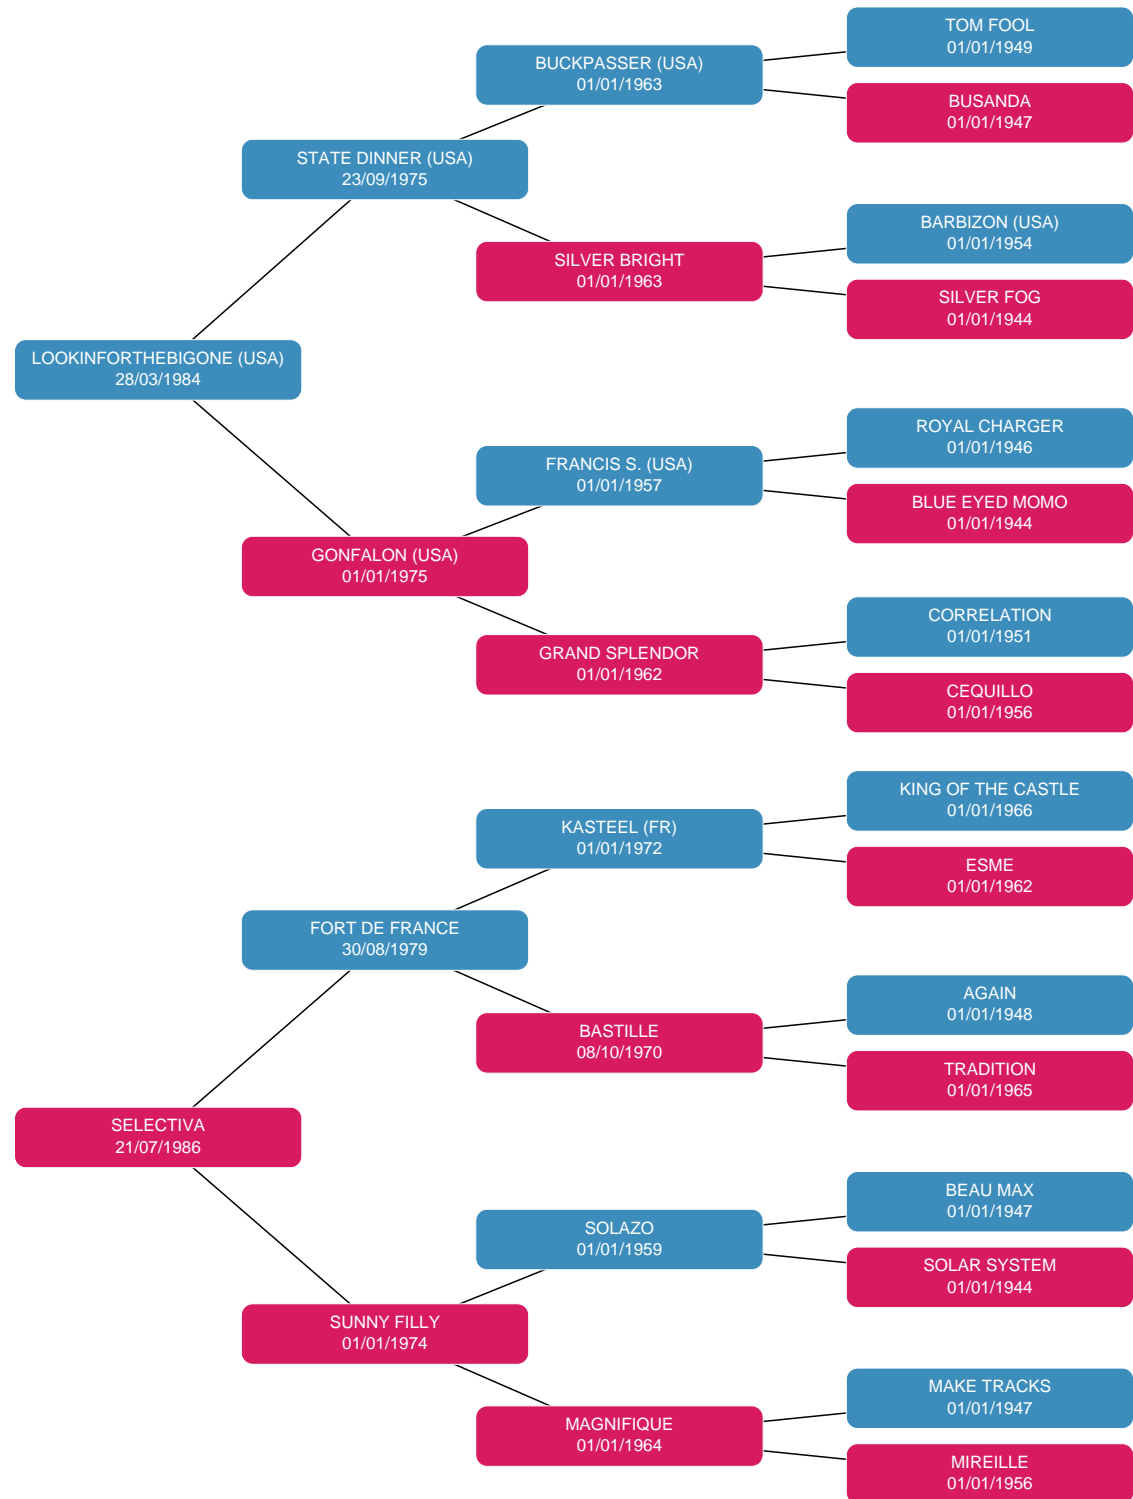 TOM FOOL
01/01/1949
BUCKPASSER (USA)
01/01/1963
BUSANDA
01/01/1947
STATE DINNER (USA)
23/09/1975
BARBIZON (USA)
01/01/1954
SILVER BRIGHT
01/01/1963
SILVER FOG
01/01/1944
LOOKINFORTHEBIGONE (USA)
28/03/1984
ROYAL CHARGER
01/01/1946
FRANCIS S. (USA)
01/01/1957
BLUE EYED MOMO
01/01/1944
GONFALON (USA)
01/01/1975
CORRELATION
01/01/1951
GRAND SPLENDOR
01/01/1962
CEQUILLO
01/01/1956
KING OF THE CASTLE
01/01/1966
KASTEEL (FR)
01/01/1972
ESME
01/01/1962
FORT DE FRANCE
30/08/1979
AGAIN
01/01/1948
BASTILLE
08/10/1970
TRADITION
01/01/1965
SELECTIVA
21/07/1986
BEAU MAX
01/01/1947
SOLAZO
01/01/1959
SOLAR SYSTEM
01/01/1944
SUNNY FILLY
01/01/1974
MAKE TRACKS
01/01/1947
MAGNIFIQUE
01/01/1964
MIREILLE
01/01/1956